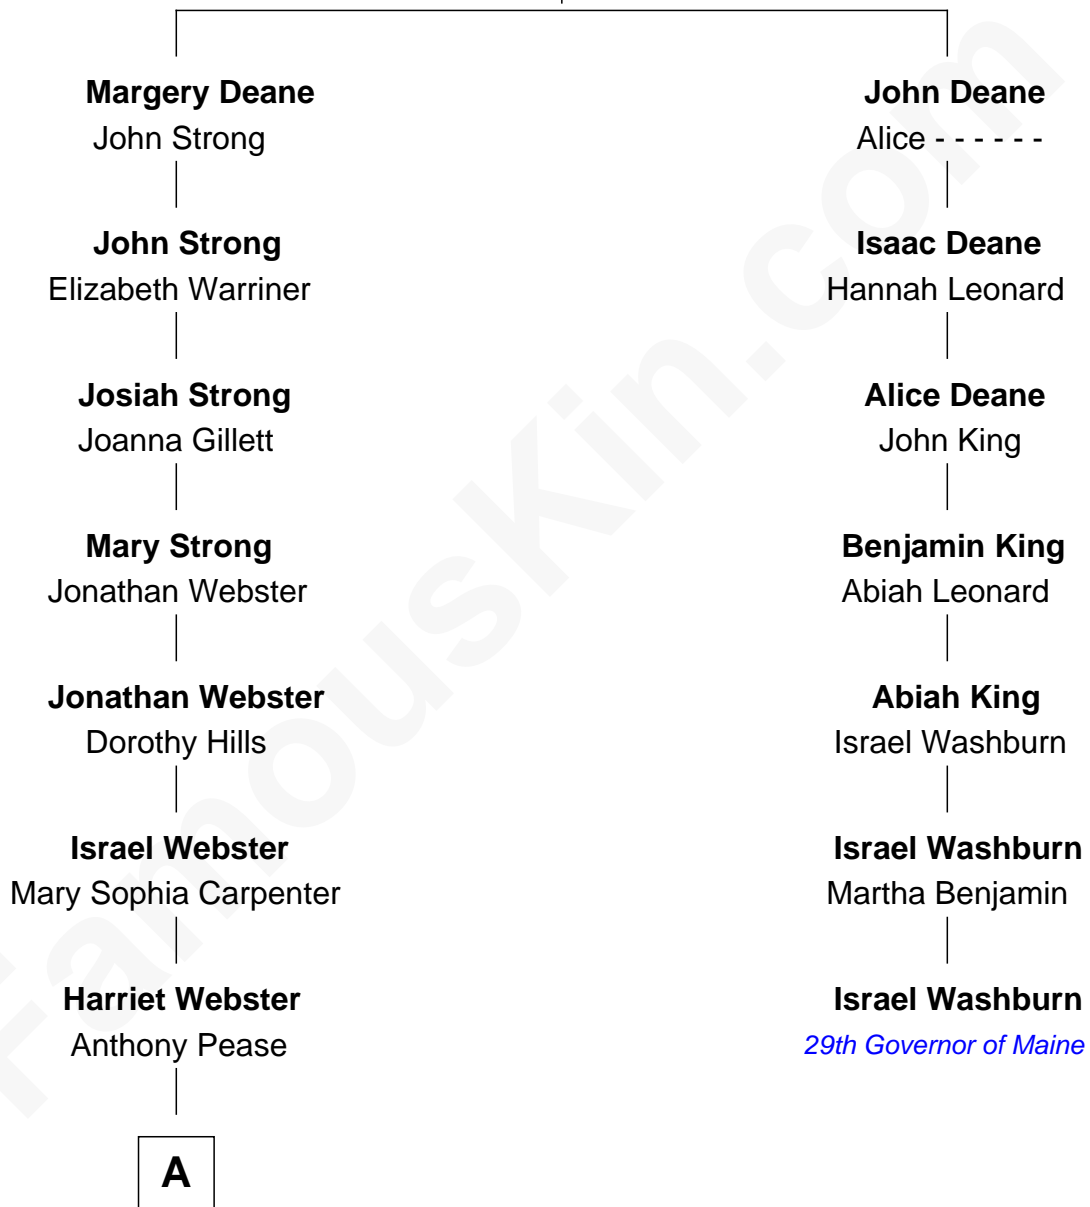 Margery Deane
John Strong
John Deane
Alice - - - - - -
John Strong
Elizabeth Warriner
Isaac Deane
Hannah Leonard
Josiah Strong
Joanna Gillett
Alice Deane
John King
Mary Strong
Jonathan Webster
Benjamin King
Abiah Leonard
Jonathan Webster
Dorothy Hills
Abiah King
Israel Washburn
Israel Webster
Mary Sophia Carpenter
Israel Washburn
Martha Benjamin
Harriet Webster
Anthony Pease
Israel Washburn
29th Governor of Maine
A
FamousKin.com